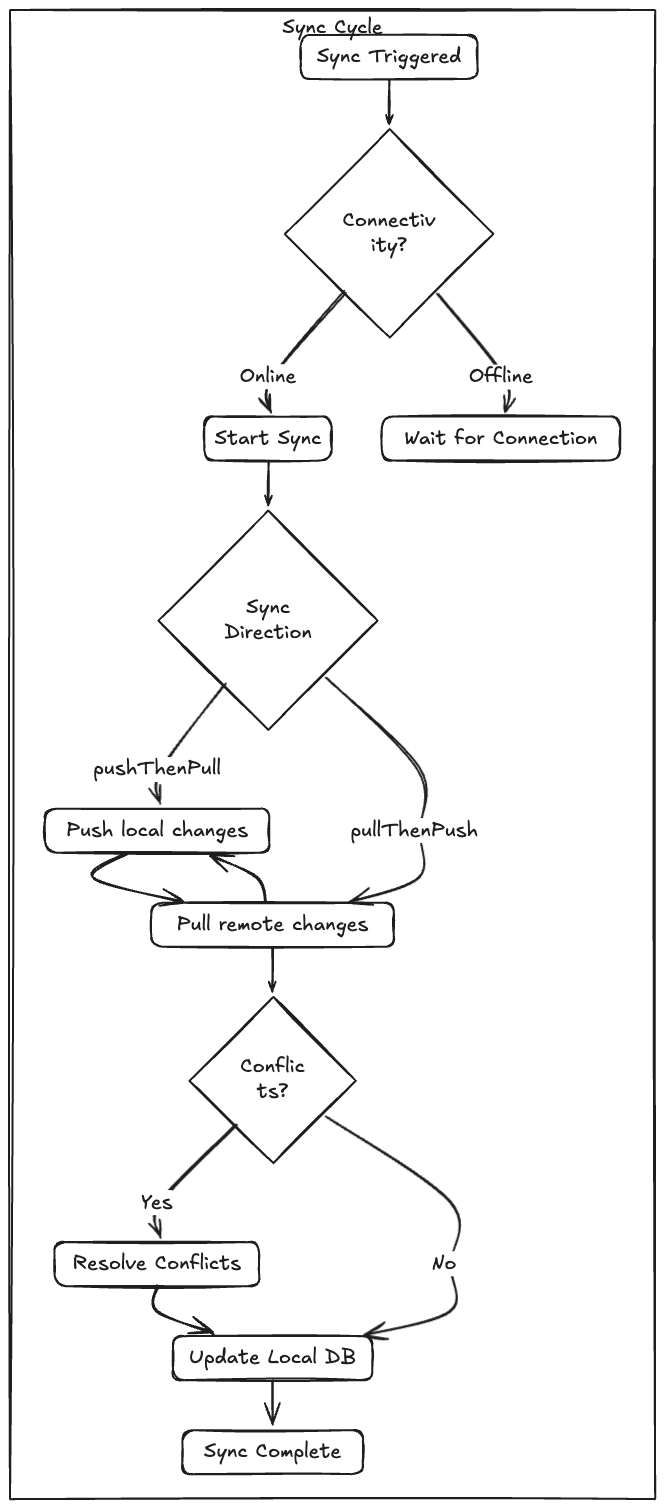 Sync Cycle
Sync Triggered
Connectiv
ity?
Online
Offline
Start Sync
Wait for Connection
Sync
Direction
pushThenPull
Push local changes
pullThenPush
Pull remote changes
Conflic
ts?
Yes
Resolve Conflicts
No
Update Local DB
Sync Complete